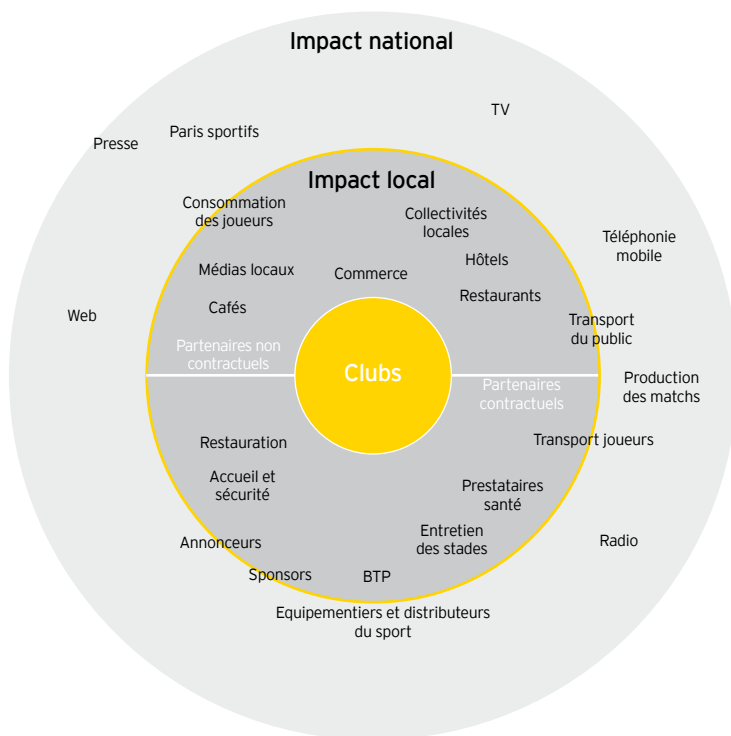 Impact national
TV
Paris sportifs
Presse
Impact local
Consommation
des joueurs
Collectivités
locales
Téléphonie
mobile
Hôtels
Médias locaux
Commerce
Restaurants
Cafés
Web
Transport
du public
Partenaires non
contractuels
Clubs
Partenaires
contractuels
Production
des matchs
Restauration
Transport joueurs
Accueil et
sécurité
Prestataires
santé
Entretien
des stades
Annonceurs
Radio
Sponsors
BTP
Equipementiers et distributeurs
du sport